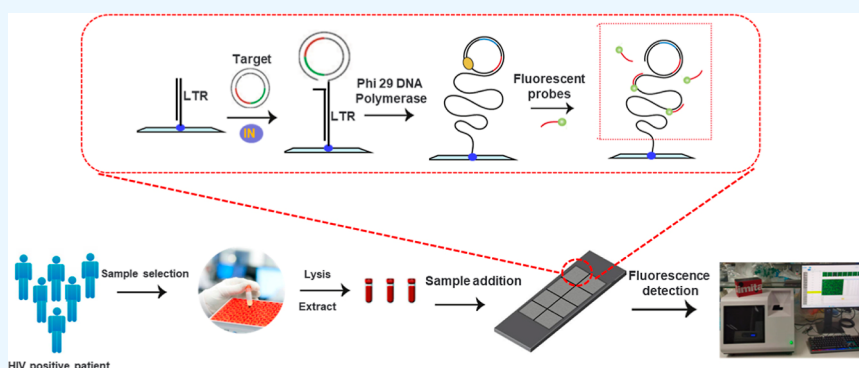 Target
LTR
IN
LTR
Phi 29 DNA
Polymerase
Fluorescent
probes
Sample selection
Lysis
Extract
Sample addition
Fluorescence
detection
HIV positive patient